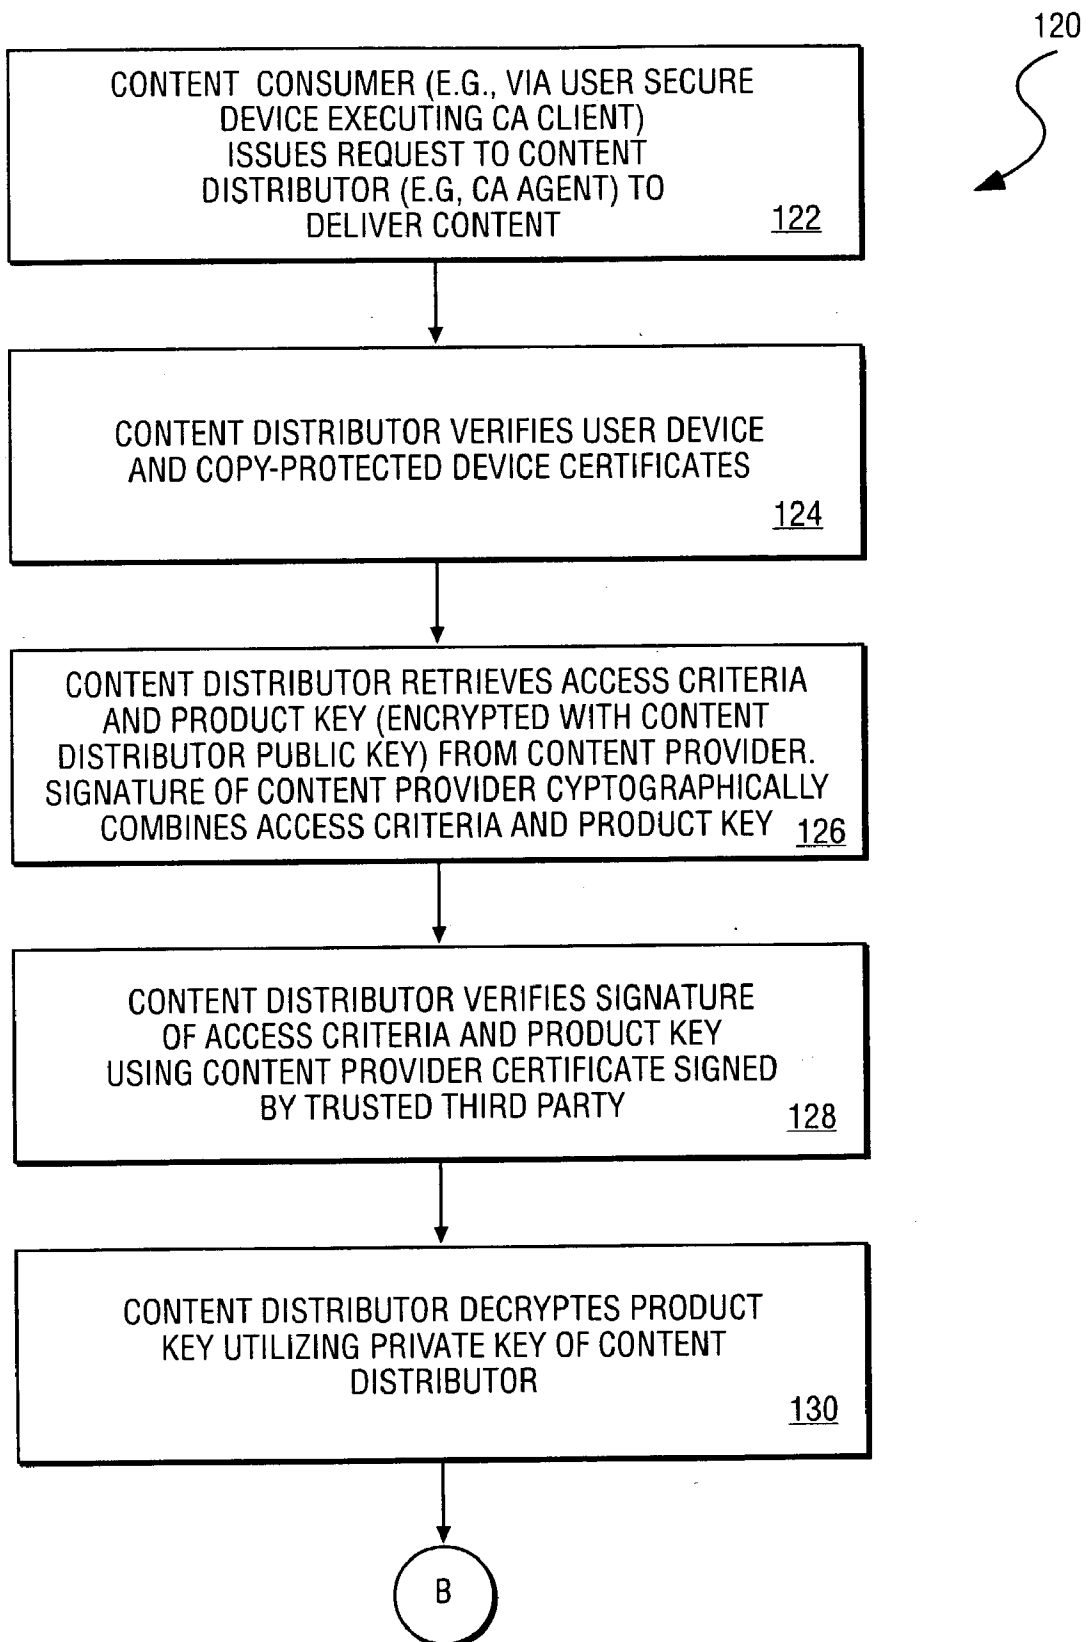 120
CONTENT CONSUMER (E.G., VIA USER SECURE
DEVICE EXECUTING CA CLIENT)
ISSUES REQUEST TO CONTENT
DISTRIBUTOR (E.G, CA AGENT) TO
DELIVER CONTENT
122
CONTENT DISTRIBUTOR VERIFIES USER DEVICE
AND COPY-PROTECTED DEVICE CERTIFICATES
124
CONTENT DISTRIBUTOR RETRIEVES ACCESS CRITERIA
AND PRODUCT KEY (ENCRYPTED WITH CONTENT
DISTRIBUTOR PUBLIC KEY) FROM CONTENT PROVIDER.
SIGNATURE OF CONTENT PROVIDER CYPTOGRAPHICALLY
COMBINES ACCESS CRITERIA AND PRODUCT KEY 126
CONTENT DISTRIBUTOR VERIFIES SIGNATURE
OF ACCESS CRITERIA AND PRODUCT KEY
USING CONTENT PROVIDER CERTIFICATE SIGNED
BY TRUSTED THIRD PARTY
128
CONTENT DISTRIBUTOR DECRYPTES PRODUCT
KEY UTILIZING PRIVATE KEY OF CONTENT
DISTRIBUTOR
130
B